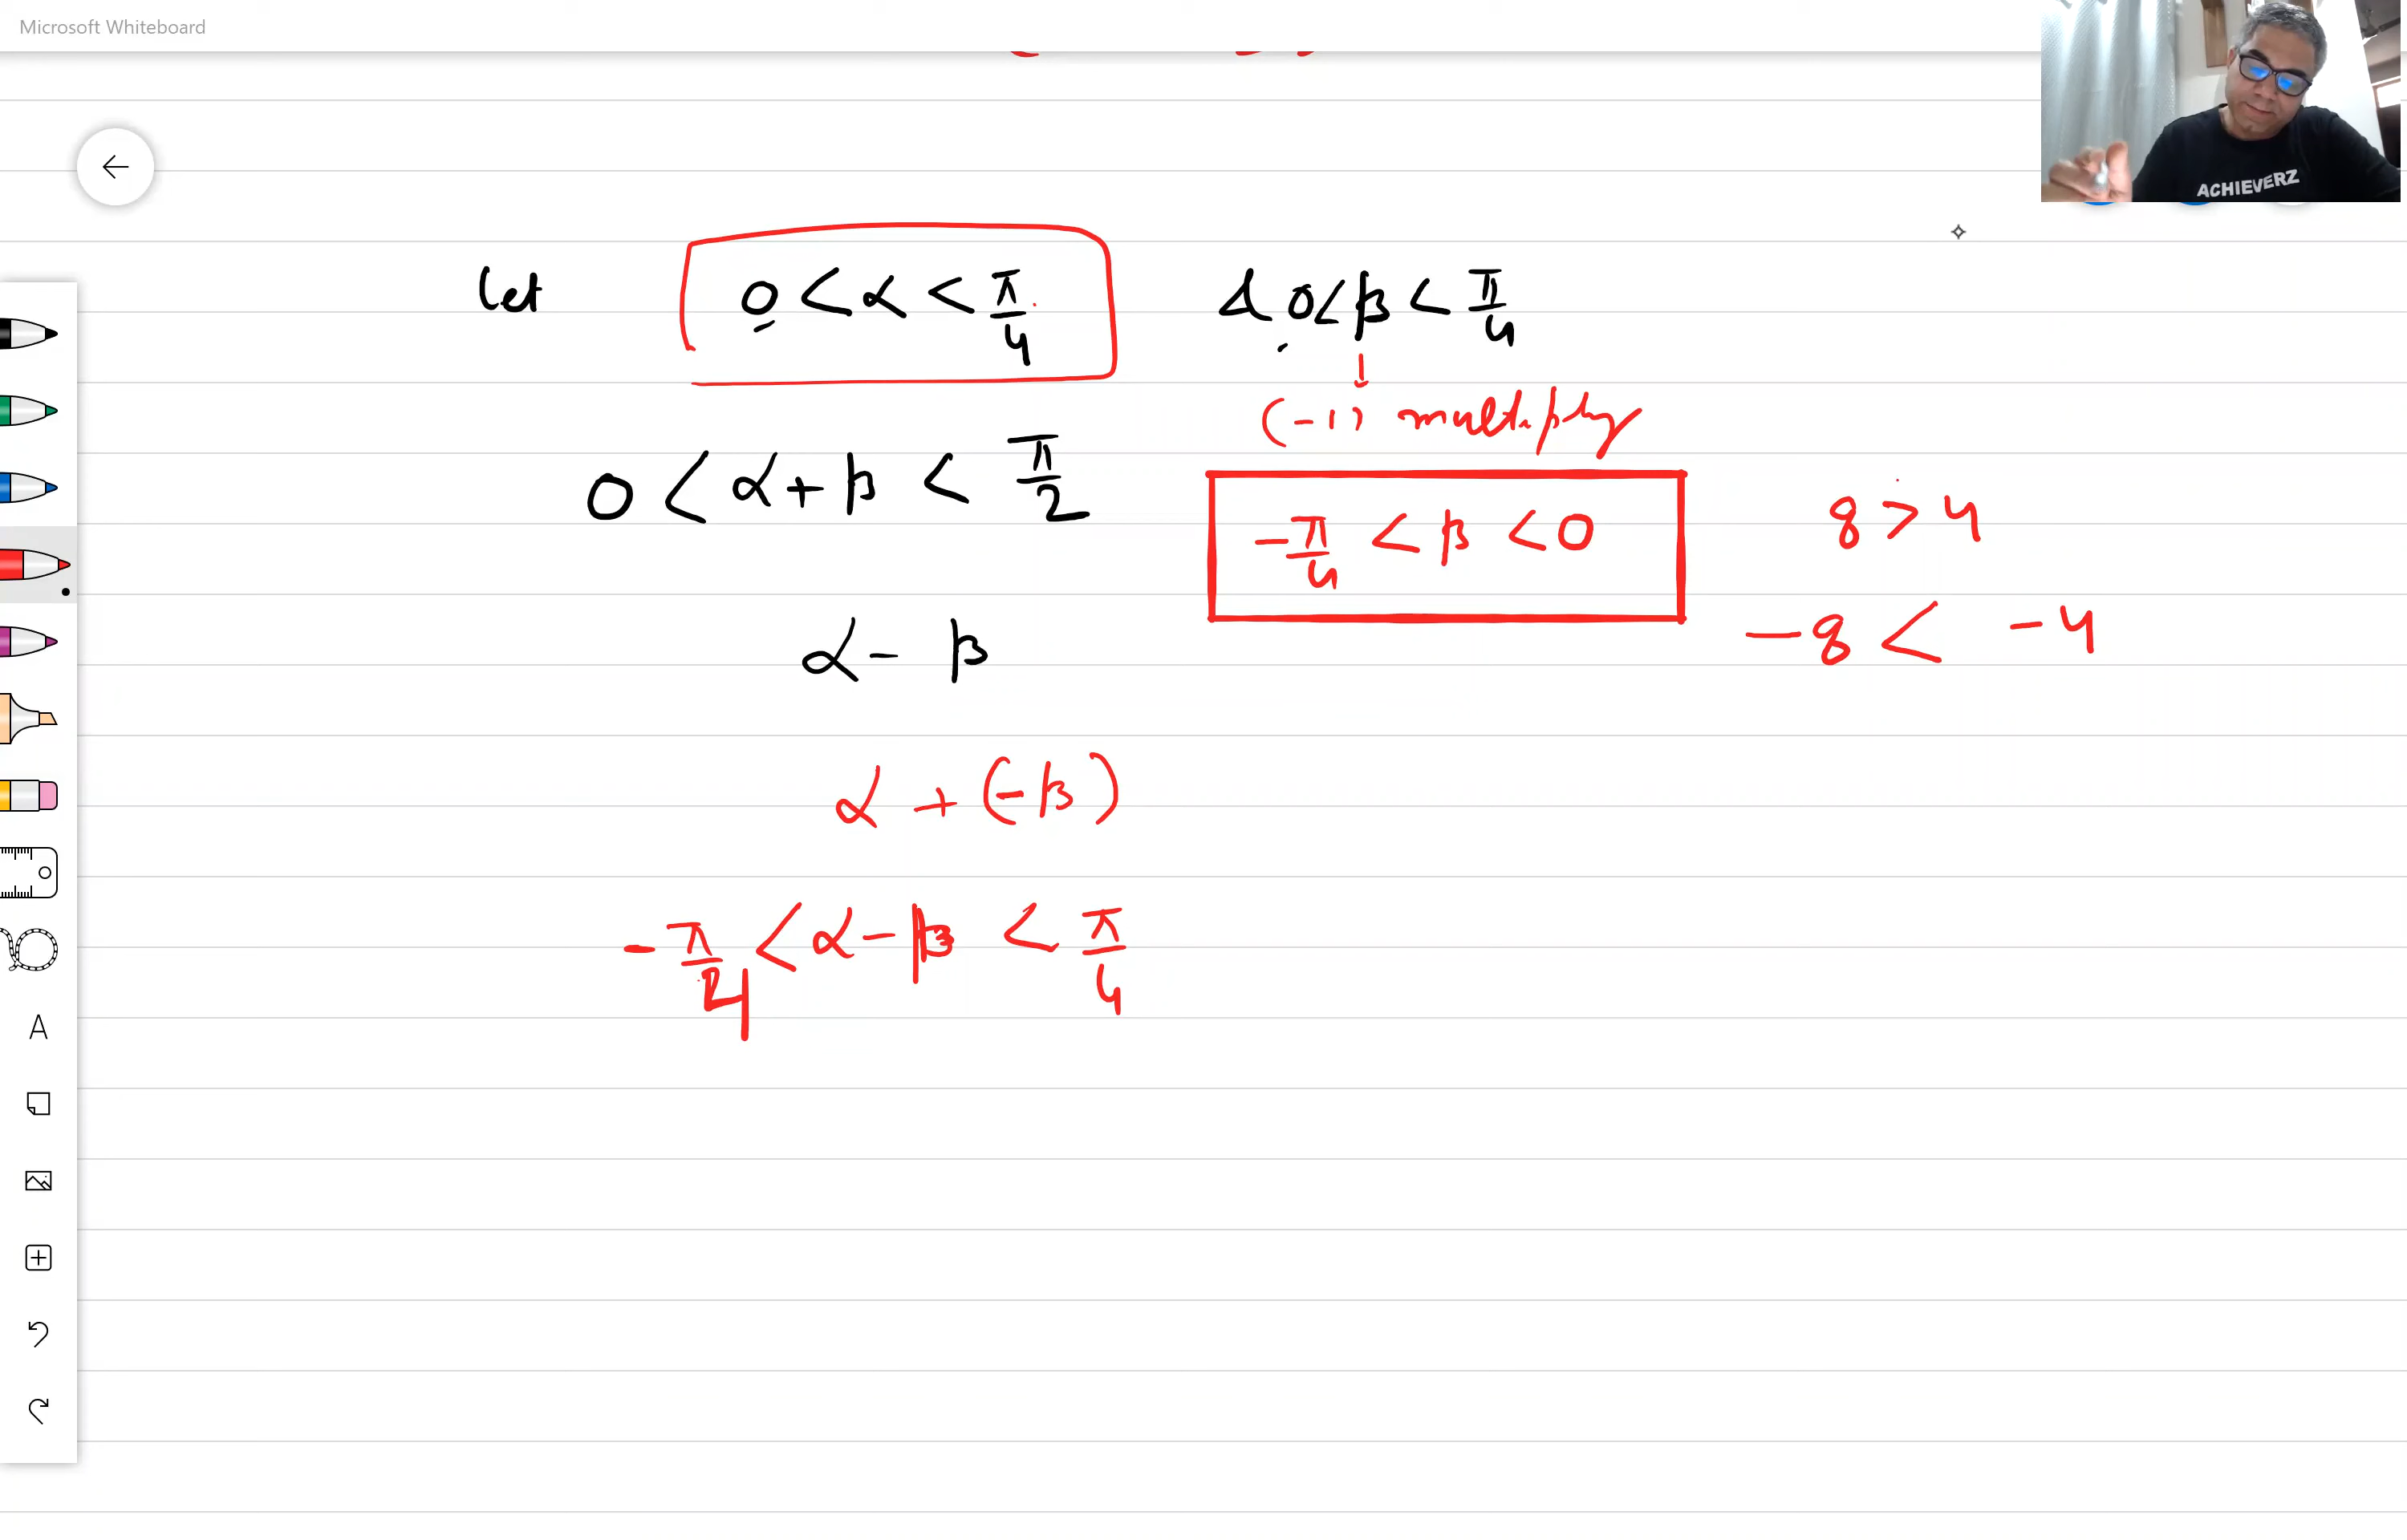 Microsoft Whiteboard
ACHIEVERZ
Let 0 < α < π/4 & 0 < β < π/4
(-1) multiply
0 < α + β < π/2
-π/4 < β < 0
8 > 4
α - β
-8 < -4
α + (-β)
-π/4 < α - β < π/4
A